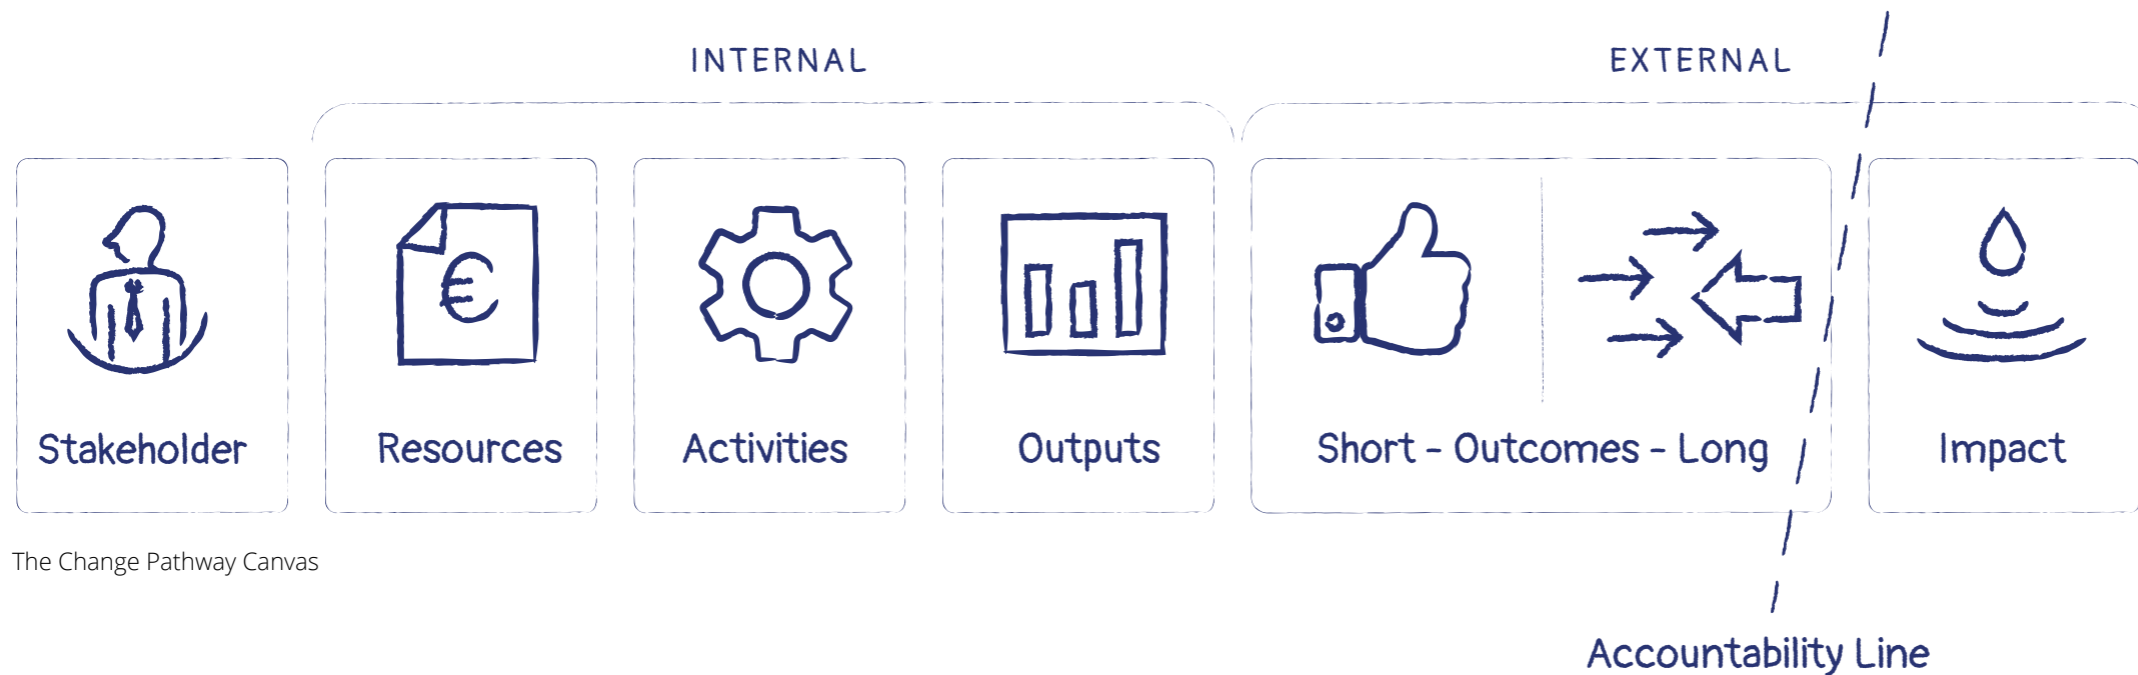 INTERNAL
EXTERNAL
€
Stakeholder
Resources
Activities
Outputs
Short - Outcomes - Long
Impact
The Change Pathway Canvas
Accountability Line